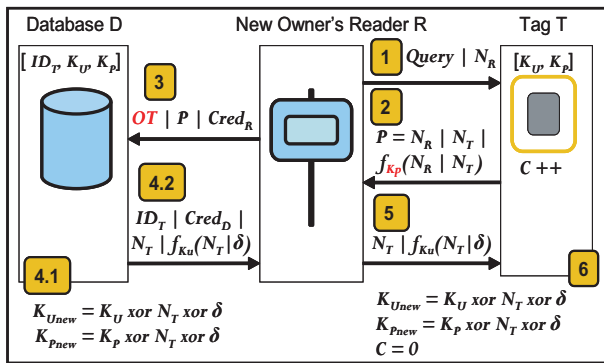 Database D
New Owner's Reader R
Tag T
[ ID_T, K_U, K_P]
[K_U, K_P]
1
Query | N_R
3
OT | P | Cred_R
2
P = N_R | N_T |
f_Kp(N_R | N_T)
C ++
4.2
ID_T | Cred_D |
N_T | f_Ku(N_T|δ)
5
N_T | f_Ku(N_T|δ)
4.1
6
K_Unew = K_U xor N_T xor δ
K_Pnew = K_P xor N_T xor δ
K_Unew = K_U xor N_T xor δ
K_Pnew = K_P xor N_T xor δ
C = 0